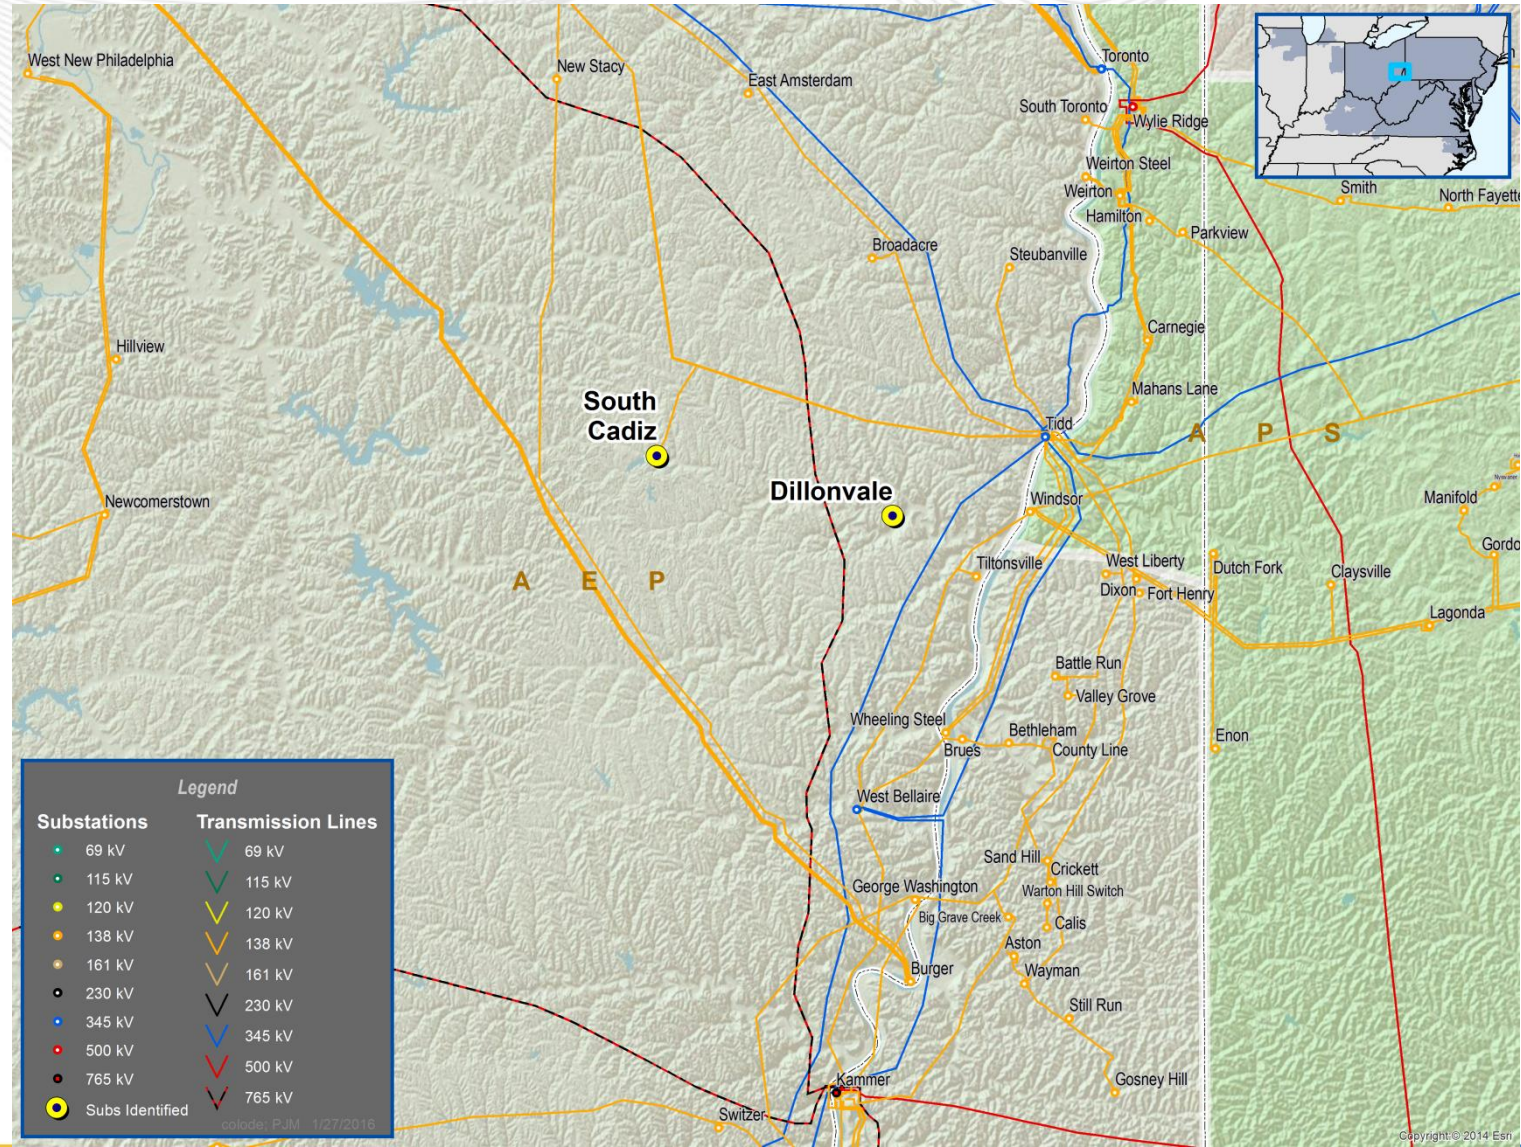 West New Philadelphia
New Stacy
East Amsterdam
Toronto
South Toronto
Wylie Ridge
Weirton Steel
Weirton
Hamilton
Parkview
Smith
North Fayette
Broadacre
Steubanville
Carnegie
Hillview
Mahans Lane
South
Cadiz
Tidd
A P S
Dillonvale
Windsor
Manifold
Newcomerstown
A E P
Tiltonsville
West Liberty
Dutch Fork
Claysville
Gordo
Dixon
Fort Henry
Lagonda
Battle Run
Valley Grove
Wheeling Steel
Bethleham
Brues
County Line
Enon
West Bellaire
Sand Hill
Crickett
George Washington
Warton Hill Switch
Big Grave Creek
Calis
Aston
Burger
Wayman
Still Run
Kammer
Gosney Hill
Switzer
Legend
Substations Transmission Lines
69 kV 69 kV
115 kV 115 kV
120 kV 120 kV
138 kV 138 kV
161 kV 161 kV
230 kV 230 kV
345 kV 345 kV
500 kV 500 kV
765 kV 765 kV
Subs Identified
colode; PJM 1/27/2016
Copyright:© 2014 Esri